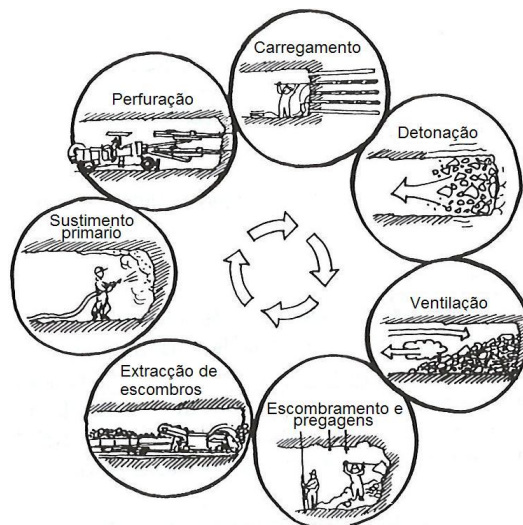 Carregamento
Perfuração
Detonação
Sustimento
primario
Ventilação
Extracção de
escombros
Escombramento e
pregagens